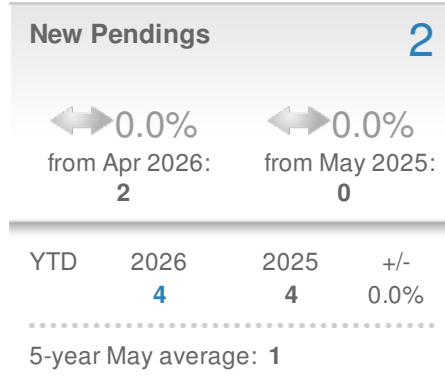 New Pendings 2
0.0% 0.0%
from Apr 2026: from May 2025:
2 0
YTD 2026 2025 +/-
4 4 0.0%
5-year May average: 1